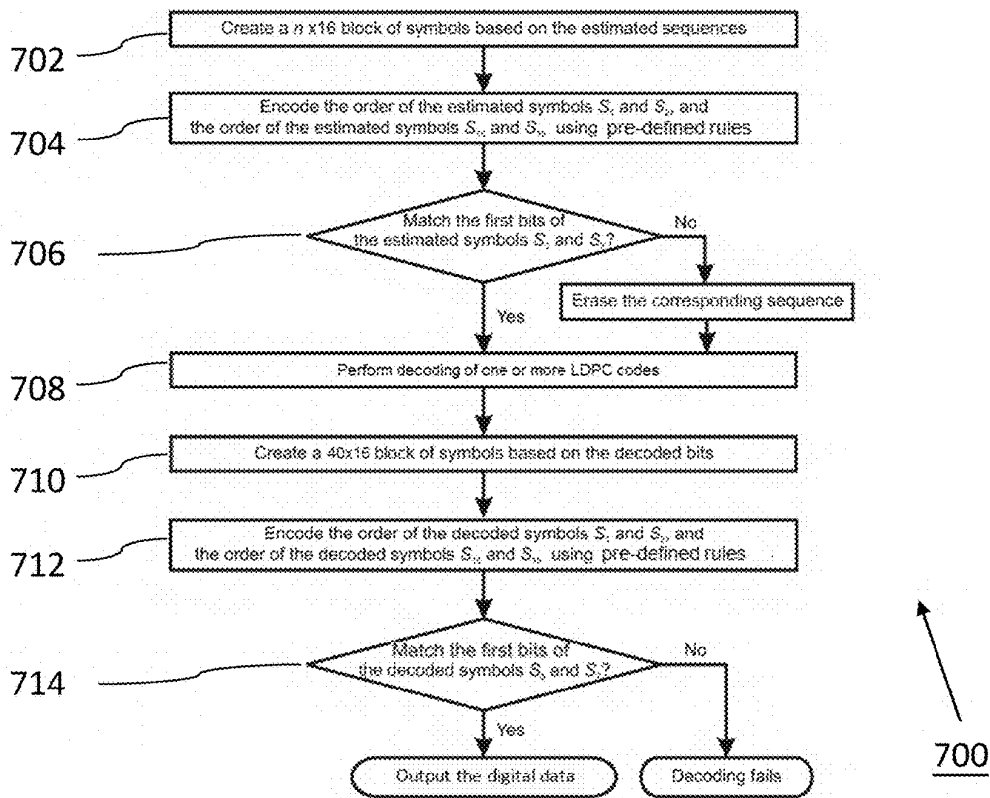 702
Create a n x16 block of symbols based on the estimated sequences
704
Encode the order of the estimated symbols S and S, and
the order of the estimated symbols S and S using pre-defined rules
706
Match the first bits of
the estimated symbols S and S?
No
Erase the corresponding sequence
Yes
708
Perform decoding of one or more LDPC codes
710
Create a 40x16 block of symbols based on the decoded bits
712
Encode the order of the decoded symbols S and S, and
the order of the decoded symbols S and S using pre-defined rules
714
Match the first bits of
the decoded symbols S and S?
No
Yes
700
Output the digital data
Decoding fails